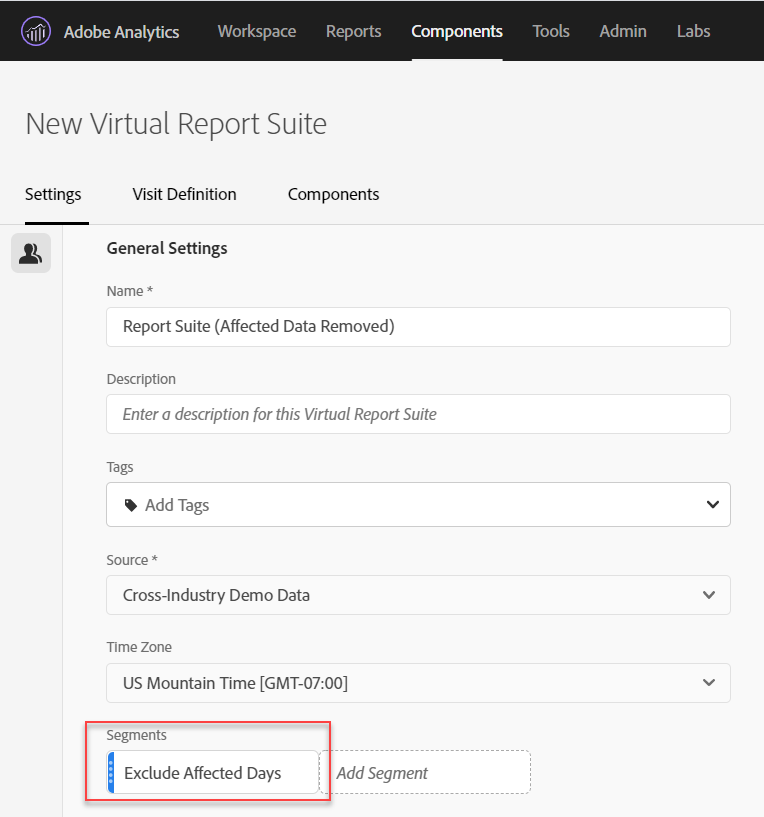 Adobe Analytics Workspace Reports Components Tools Admin Labs
New Virtual Report Suite
Settings Visit Definition Components
General Settings
Name *
Report Suite (Affected Data Removed)
Description
Enter a description for this Virtual Report Suite
Tags
Add Tags
Source *
Cross-Industry Demo Data
Time Zone
US Mountain Time [GMT-07:00]
Segments
Exclude Affected Days Add Segment